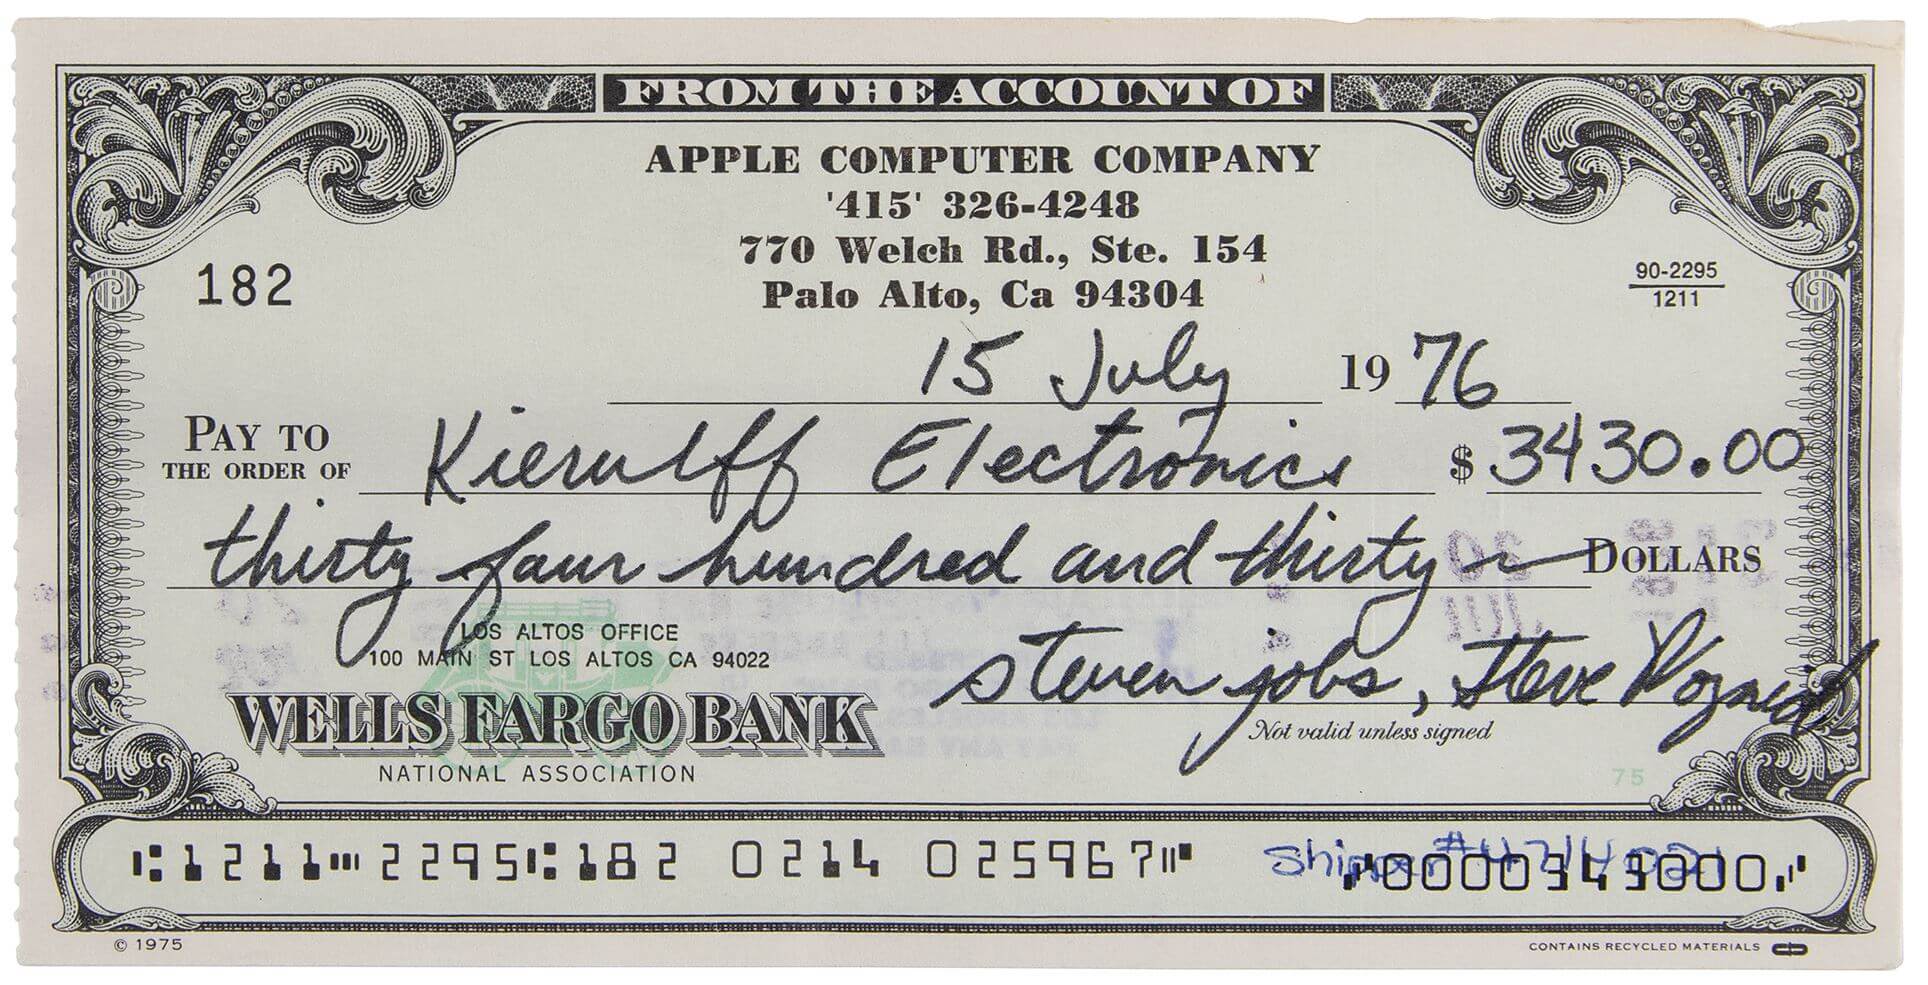 FROM THE ACCOUNT OF
APPLE COMPUTER COMPANY
'415' 326-4248
770 Welch Rd., Ste. 154
Palo Alto, Ca 94304
182
90-2295
1211
15 July 19 76
PAY TO
THE ORDER OF Kierulff Electronics $ 3430.00
thirty four hundred and thirty DOLLARS
LOS ALTOS OFFICE
100 MAIN ST LOS ALTOS CA 94022
steven jobs, Steve Wozniak
WELLS FARGO BANK
Not valid unless signed
NATIONAL ASSOCIATION
75
⑆1211⑉2295⑆182 0214 025967⑈ Shipper # ⑇0000343000⑇
© 1975
CONTAINS RECYCLED MATERIALS